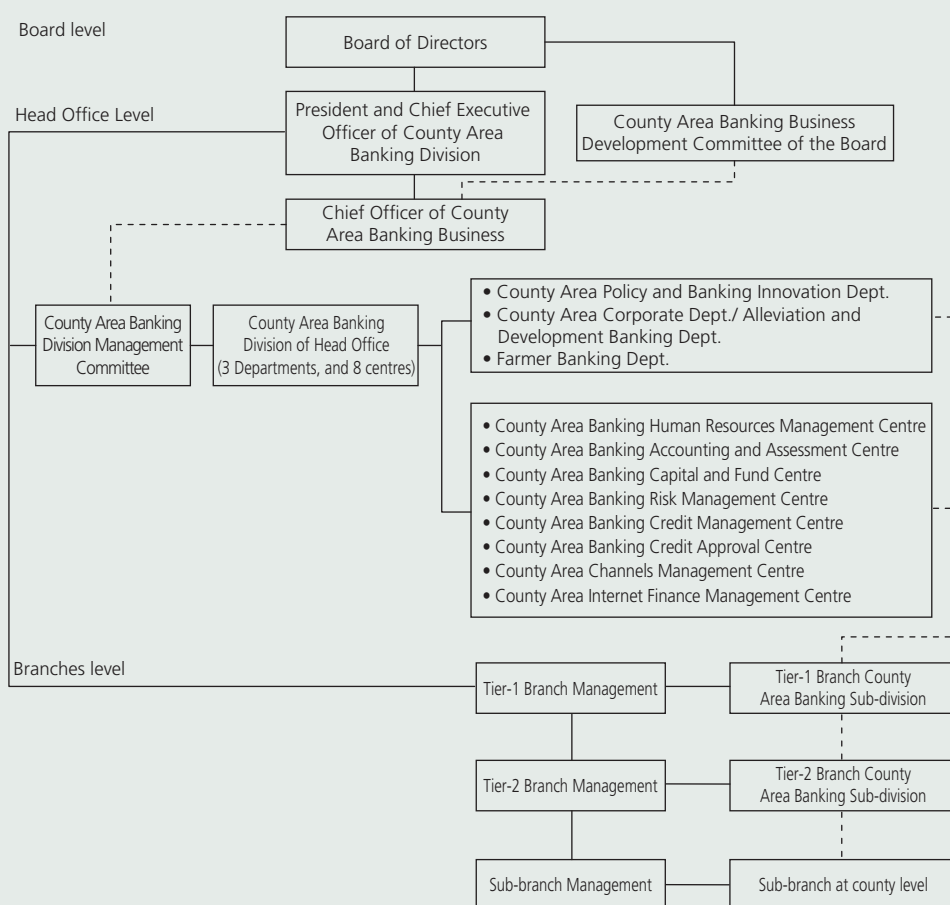 Board level
Board of Directors
Head Office Level
President and Chief Executive
Officer of County Area
Banking Division
County Area Banking Business
Development Committee of the Board
Chief Officer of County
Area Banking Business
County Area Banking
Division Management
Committee
County Area Banking
Division of Head Office
(3 Departments, and 8 centres)
• County Area Policy and Banking Innovation Dept.
• County Area Corporate Dept./ Alleviation and
Development Banking Dept.
• Farmer Banking Dept.
• County Area Banking Human Resources Management Centre
• County Area Banking Accounting and Assessment Centre
• County Area Banking Capital and Fund Centre
• County Area Banking Risk Management Centre
• County Area Banking Credit Management Centre
• County Area Banking Credit Approval Centre
• County Area Channels Management Centre
• County Area Internet Finance Management Centre
Branches level
Tier-1 Branch Management
Tier-1 Branch County
Area Banking Sub-division
Tier-2 Branch Management
Tier-2 Branch County
Area Banking Sub-division
Sub-branch Management
Sub-branch at county level